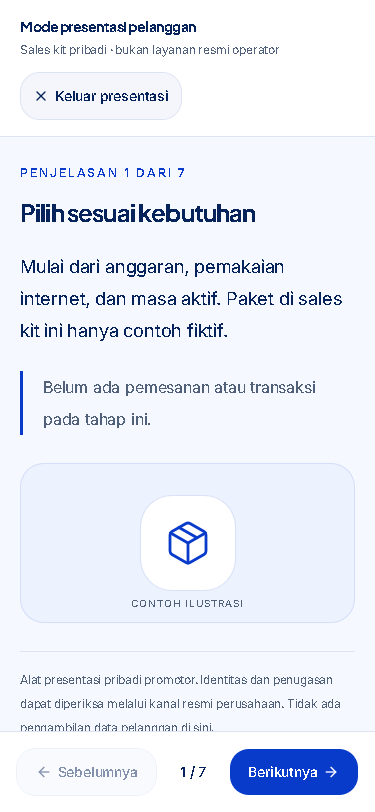 Mode presentasi pelanggan
Sales kit pribadi · bukan layanan resmi operator
Keluar presentasi
PENJELASAN 1 DARI 7
Pilih sesuai kebutuhan
Mulai dari anggaran, pemakaian
internet, dan masa aktif. Paket di sales
kit ini hanya contoh fiktif.
Belum ada pemesanan atau transaksi
pada tahap ini.
CONTOH ILUSTRASI
Alat presentasi pribadi promotor. Identitas dan penugasan
dapat diperiksa melalui kanal resmi perusahaan. Tidak ada
pengambilan data pelanggan di sini.
Sebelumnya
1 / 7
Berikutnya